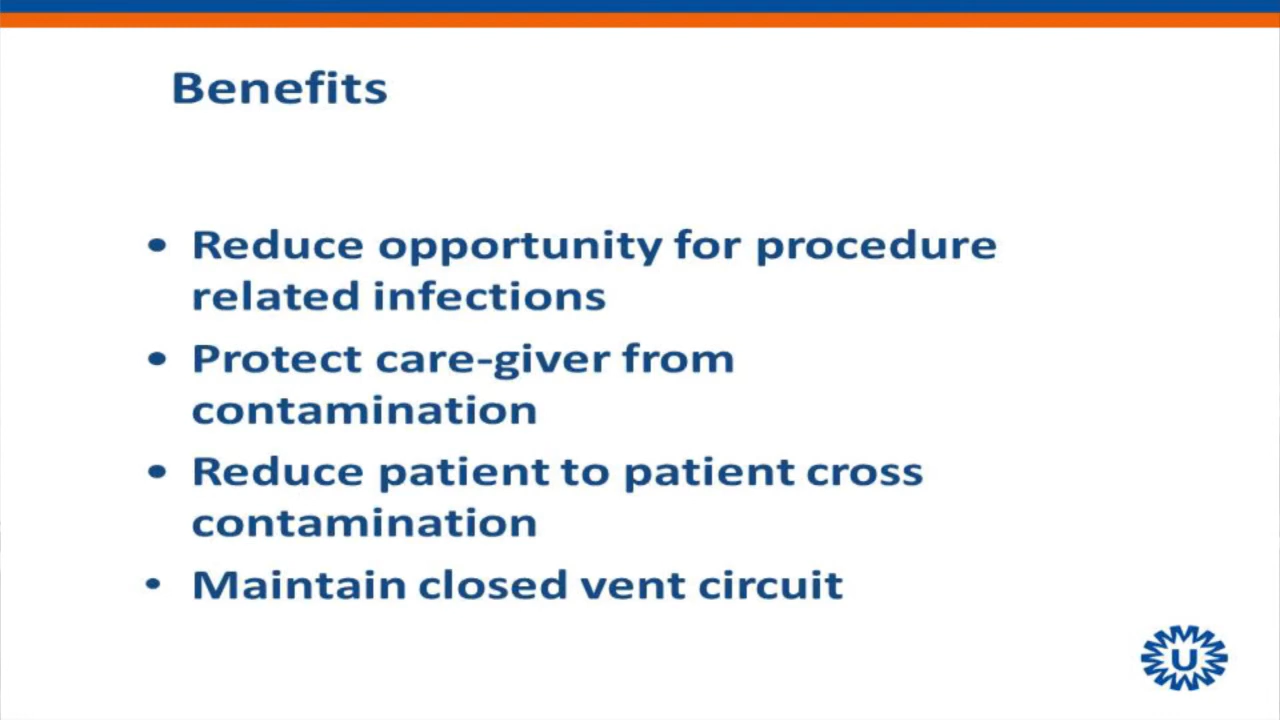 Benefits
• Reduce opportunity for procedure
related infections
• Protect care-giver from
contamination
• Reduce patient to patient cross
contamination
• Maintain closed vent circuit
U